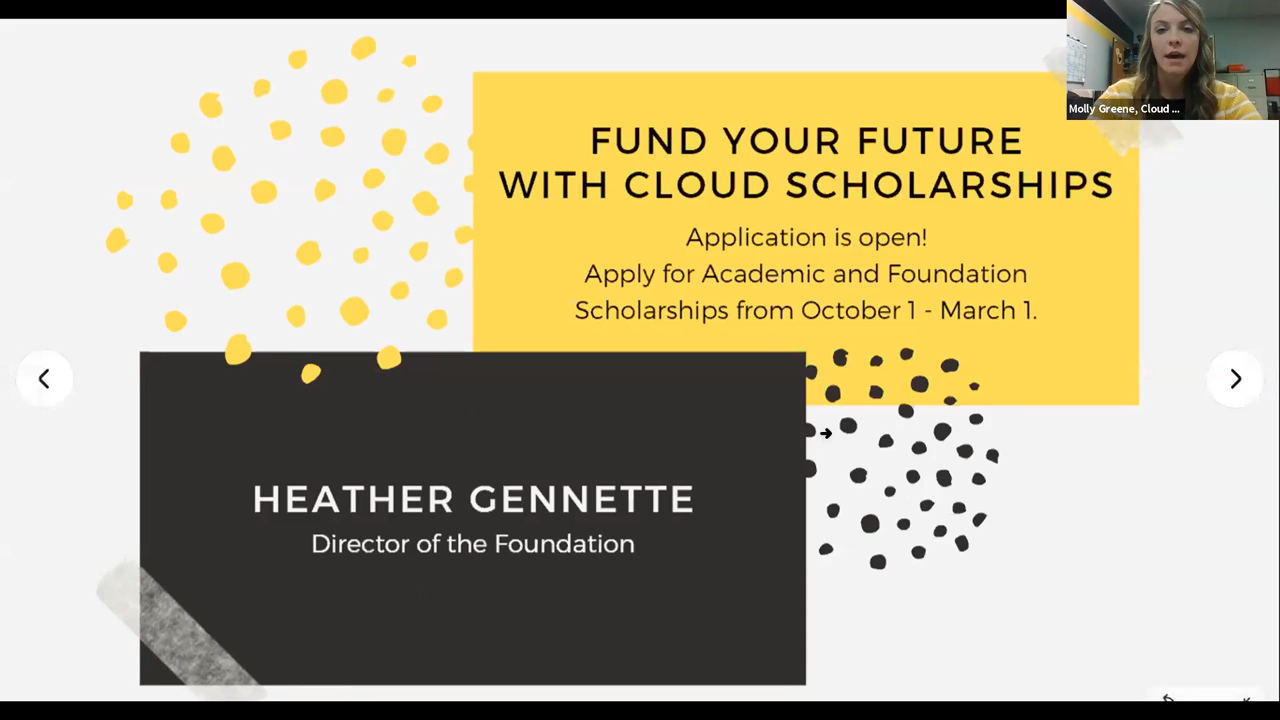 Molly Greene, Cloud ...
FUND YOUR FUTURE
WITH CLOUD SCHOLARSHIPS
Application is open!
Apply for Academic and Foundation
Scholarships from October 1 - March 1.
HEATHER GENNETTE
Director of the Foundation